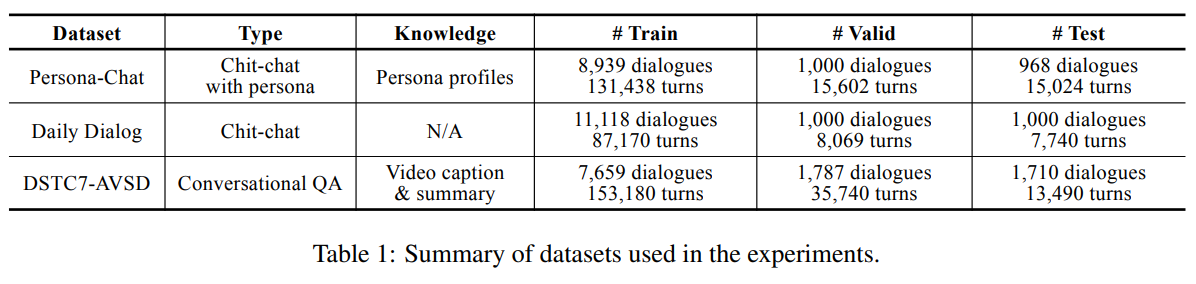 Dataset Type Knowledge # Train # Valid # Test
Persona-Chat Chit-chat with persona Persona profiles 8,939 dialogues 131,438 turns 1,000 dialogues 15,602 turns 968 dialogues 15,024 turns
Daily Dialog Chit-chat N/A 11,118 dialogues 87,170 turns 1,000 dialogues 8,069 turns 1,000 dialogues 7,740 turns
DSTC7-AVSD Conversational QA Video caption & summary 7,659 dialogues 153,180 turns 1,787 dialogues 35,740 turns 1,710 dialogues 13,490 turns
Table 1: Summary of datasets used in the experiments.